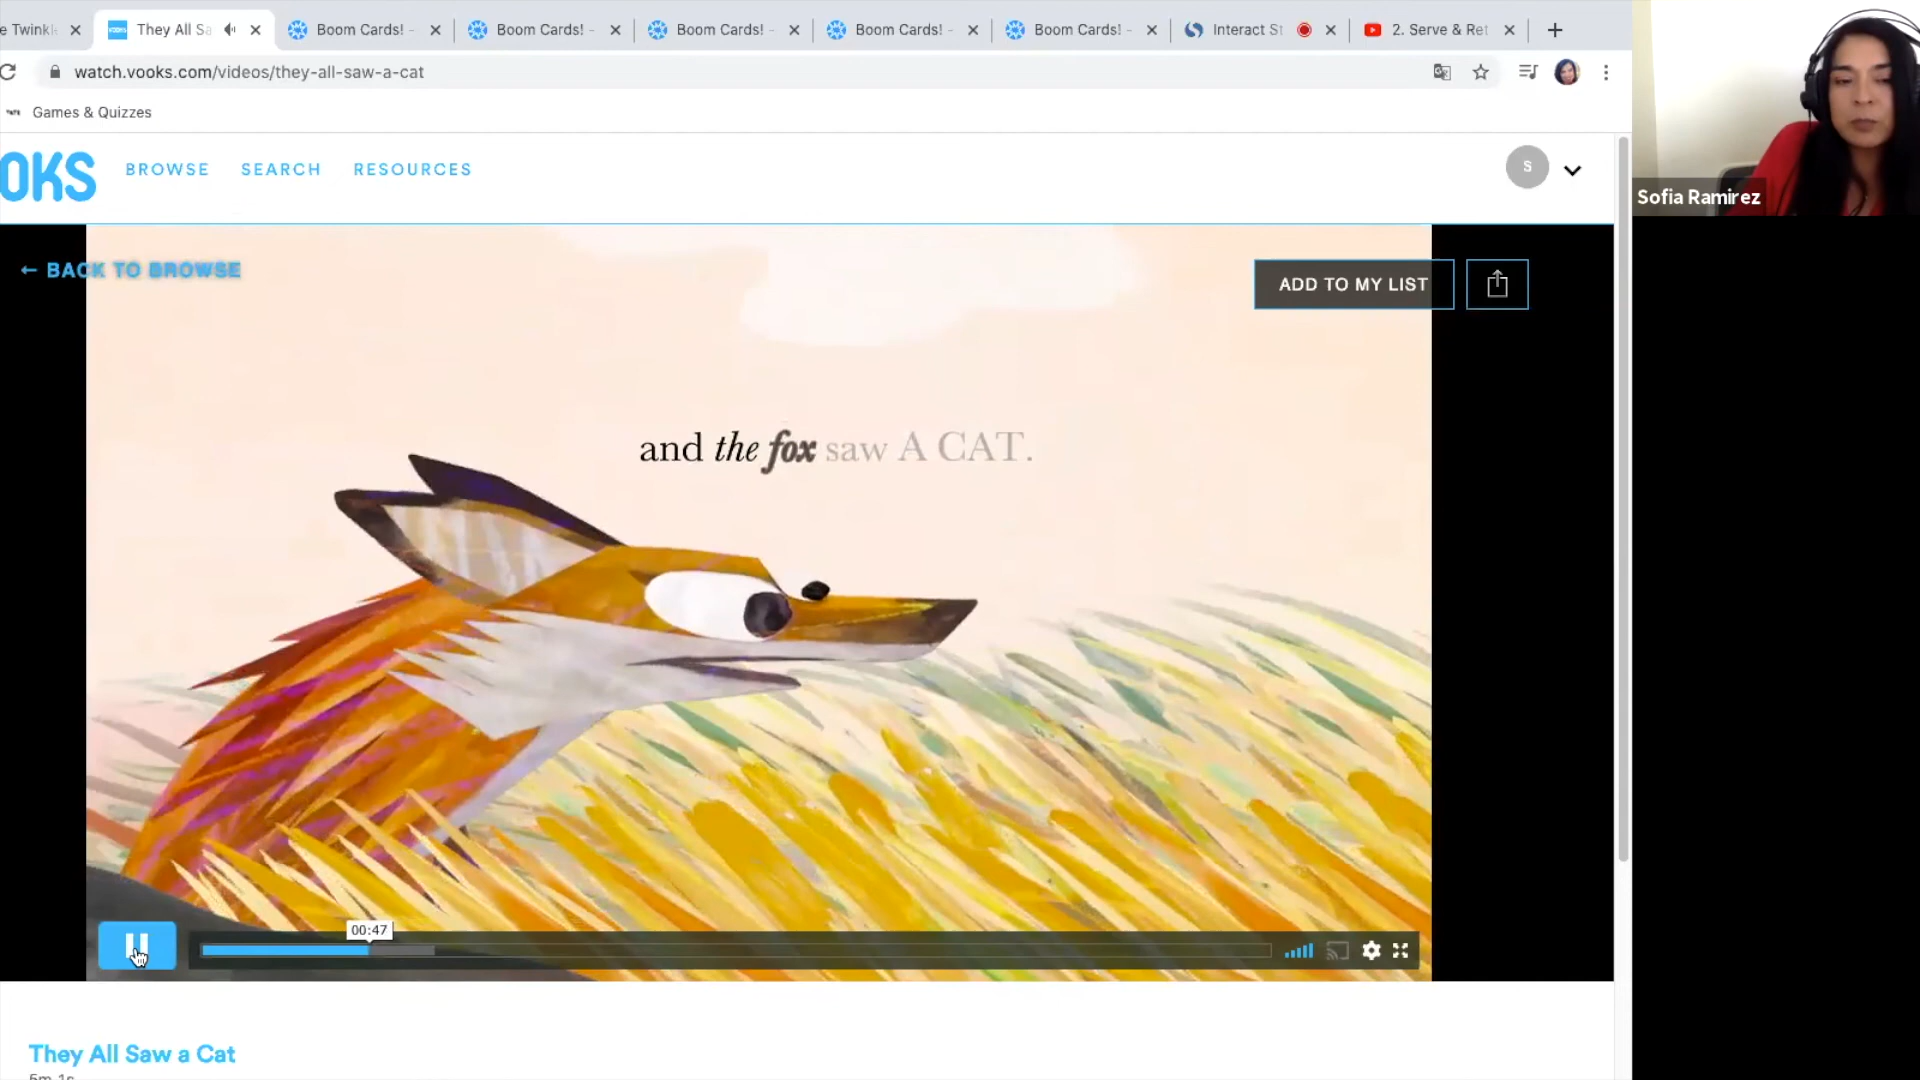 e Twinkl
They All Sa
Boom Cards! -
Boom Cards! -
Boom Cards! -
Boom Cards! -
Boom Cards! -
Interact St
2. Serve & Ret
watch.vooks.com/videos/they-all-saw-a-cat
Games & Quizzes
OKS
BROWSE
SEARCH
RESOURCES
S
Sofia Ramirez
← BACK TO BROWSE
ADD TO MY LIST
and the fox saw A CAT.
00:47
They All Saw a Cat
5m 1s